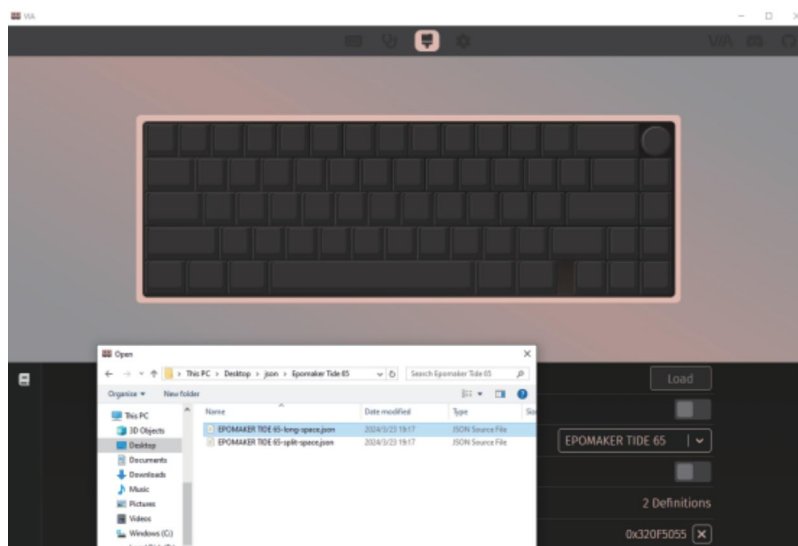 VIA
VIA
Open
This PC > Desktop > json > Epomaker Tide 65
Search Epomaker Tide 65
Organise
New folder
Name
Date modified
Type
Siz
This PC
3D Objects
Desktop
Documents
Downloads
Music
Pictures
Videos
Windows (C:)
EPOMAKER TIDE 65-long-space.json
2024/3/23 19:17
JSON Source File
EPOMAKER TIDE 65-split-space.json
2024/3/23 19:17
JSON Source File
Load
EPOMAKER TIDE 65
2 Definitions
0x320F5055